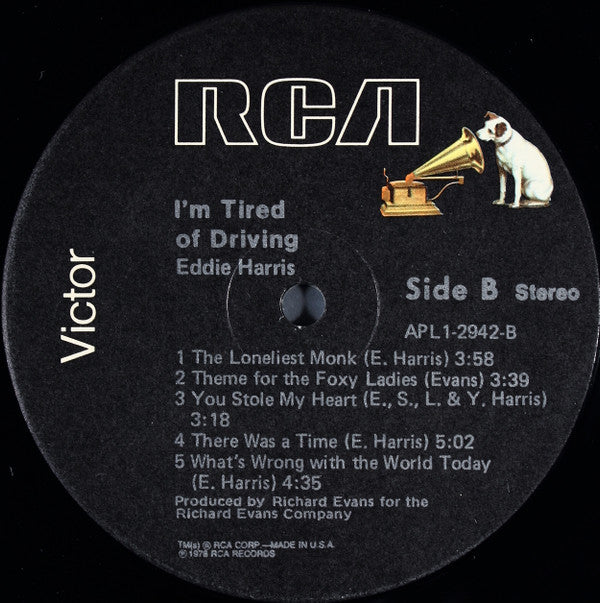 RCA
Victor
I'm Tired
of Driving
Eddie Harris
Side B Stereo
APL1-2942-B
1 The Loneliest Monk (E. Harris) 3:58
2 Theme for the Foxy Ladies (Evans) 3:39
3 You Stole My Heart (E., S., L. & Y. Harris)
3:18
4 There Was a Time (E. Harris) 5:02
5 What's Wrong with the World Today
(E. Harris) 4:35
Produced by Richard Evans for the
Richard Evans Company
TM(s) ® RCA CORP.—MADE IN U.S.A.
℗ 1978 RCA RECORDS